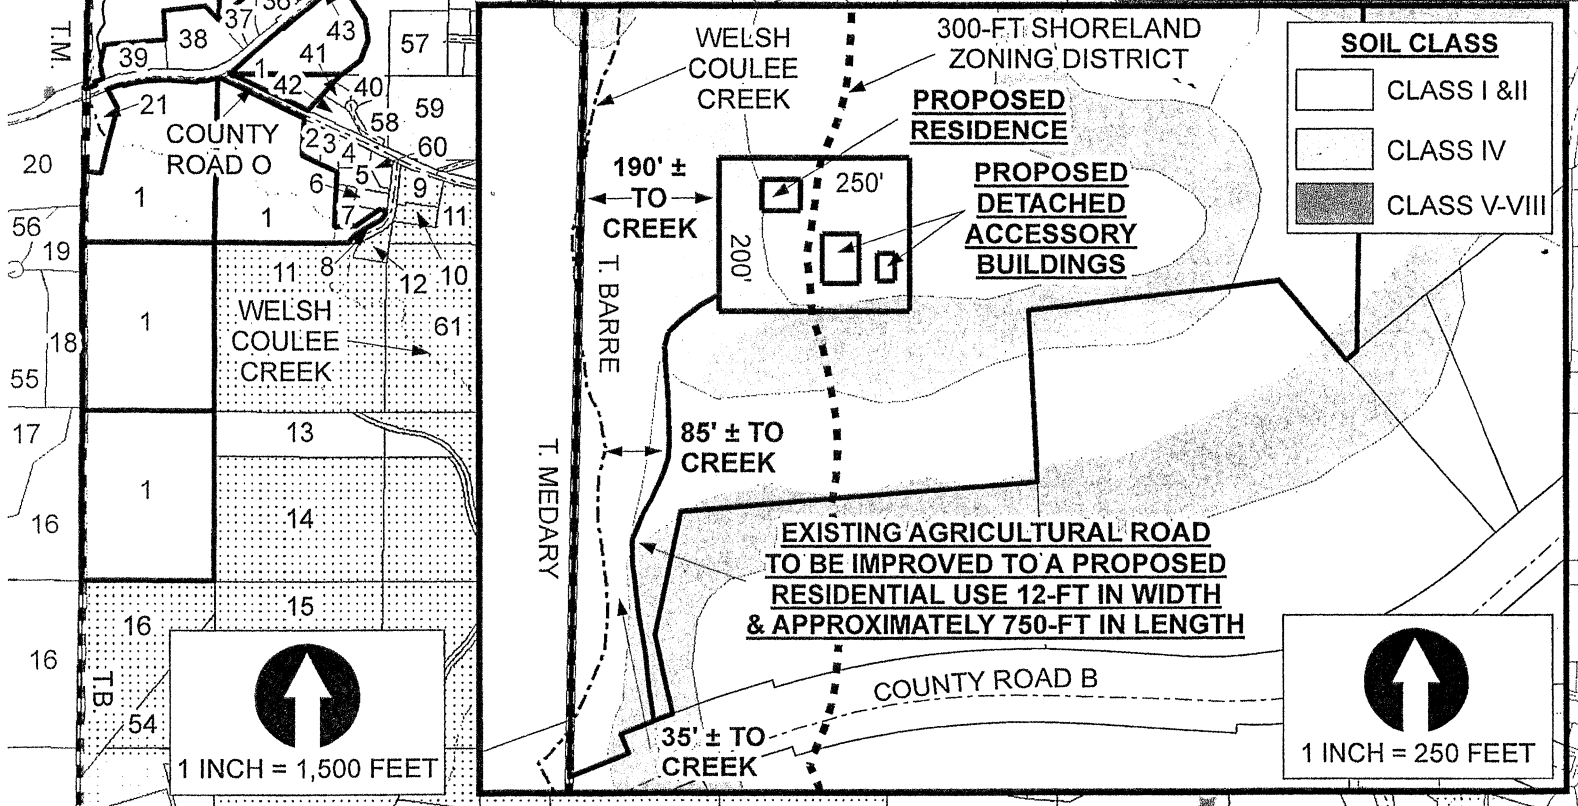 T.M.
39
38
37
36
43
41
1
42
40
57
59
58
60
21
COUNTY
ROAD O
20
1
1
2
3
4
5
6
7
8
9
11
10
12
56
19
11
WELSH
COULEE
CREEK
61
1
18
55
17
13
1
14
16
15
16
16
54
T.B.
1 INCH = 1,500 FEET
WELSH
COULEE
CREEK
300-FT SHORELAND
ZONING DISTRICT
PROPOSED
RESIDENCE
190' ±
TO
CREEK
250'
200'
PROPOSED
DETACHED
ACCESSORY
BUILDINGS
SOIL CLASS
CLASS I &II
CLASS IV
CLASS V-VIII
T. BARRE
T. MEDARY
85' ± TO
CREEK
EXISTING AGRICULTURAL ROAD
TO BE IMPROVED TO A PROPOSED
RESIDENTIAL USE 12-FT IN WIDTH
& APPROXIMATELY 750-FT IN LENGTH
COUNTY ROAD B
35' ± TO
CREEK
1 INCH = 250 FEET